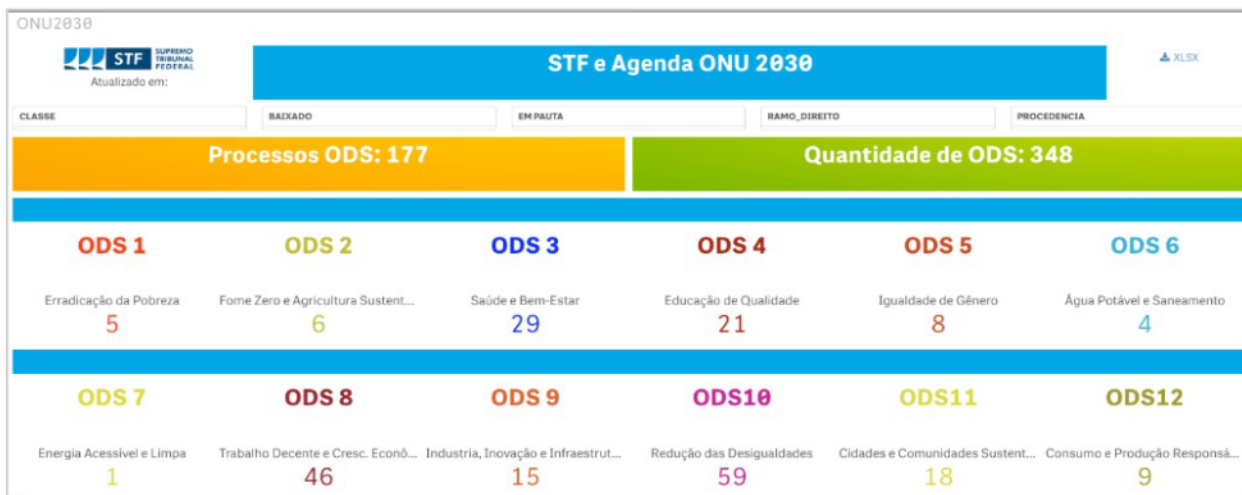 ONU2030
STF SUPREMO TRIBUNAL FEDERAL
Atualizado em:
STF e Agenda ONU 2030
XLSX
CLASSE BAIXADO EM PAUTA RAMO_DIREITO PROCEDENCIA
Processos ODS: 177 Quantidade de ODS: 348
ODS 1 ODS 2 ODS 3 ODS 4 ODS 5 ODS 6
Erradicação da Pobreza Fome Zero e Agricultura Sustent... Saúde e Bem-Estar Educação de Qualidade Igualdade de Gênero Água Potável e Saneamento
5 6 29 21 8 4
ODS 7 ODS 8 ODS 9 ODS10 ODS11 ODS12
Energia Acessível e Limpa Trabalho Decente e Cresc. Econô... Industria, Inovação e Infraestrut... Redução das Desigualdades Cidades e Comunidades Sustent... Consumo e Produção Responsá...
1 46 15 59 18 9